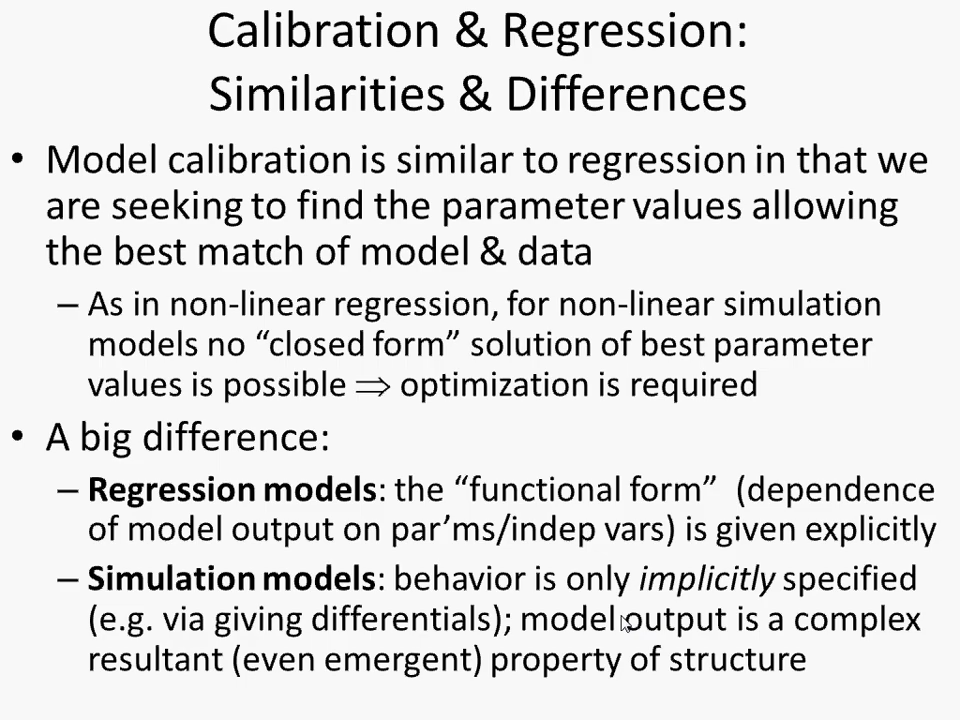 Calibration & Regression:
Similarities & Differences
• Model calibration is similar to regression in that we
are seeking to find the parameter values allowing
the best match of model & data
– As in non-linear regression, for non-linear simulation
models no “closed form” solution of best parameter
values is possible ⇒ optimization is required
• A big difference:
– Regression models: the “functional form” (dependence
of model output on par’ms/indep vars) is given explicitly
– Simulation models: behavior is only implicitly specified
(e.g. via giving differentials); model output is a complex
resultant (even emergent) property of structure